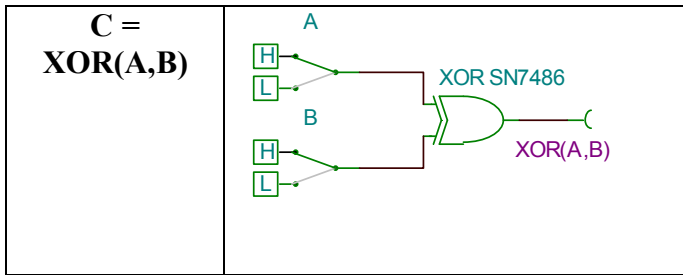 C =
XOR(A,B)
A
H
L
XOR SN7486
B
H
L
XOR(A,B)